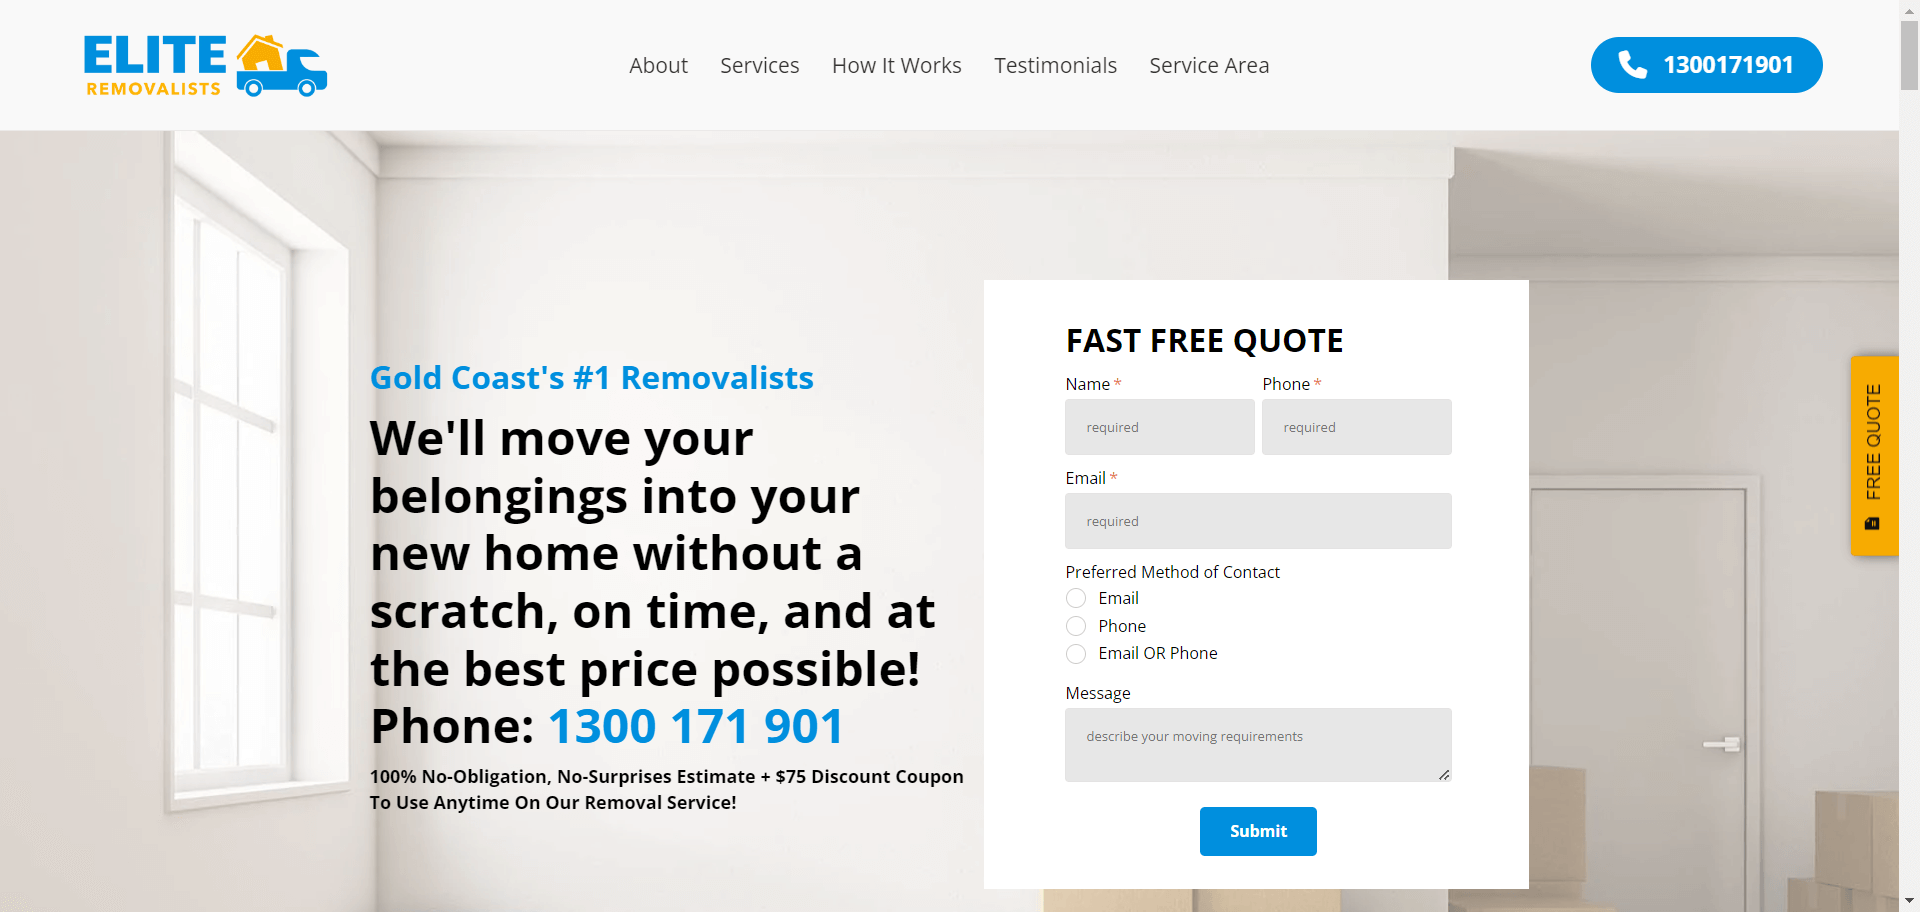 ELITE
REMOVALISTS
About
Services
How It Works
Testimonials
Service Area
1300171901
Gold Coast's #1 Removalists
We'll move your
belongings into your
new home without a
scratch, on time, and at
the best price possible!
Phone: 1300 171 901
100% No-Obligation, No-Surprises Estimate + $75 Discount Coupon
To Use Anytime On Our Removal Service!
FAST FREE QUOTE
Name *
Phone *
required
required
Email *
required
Preferred Method of Contact
Email
Phone
Email OR Phone
Message
describe your moving requirements
Submit
FREE QUOTE